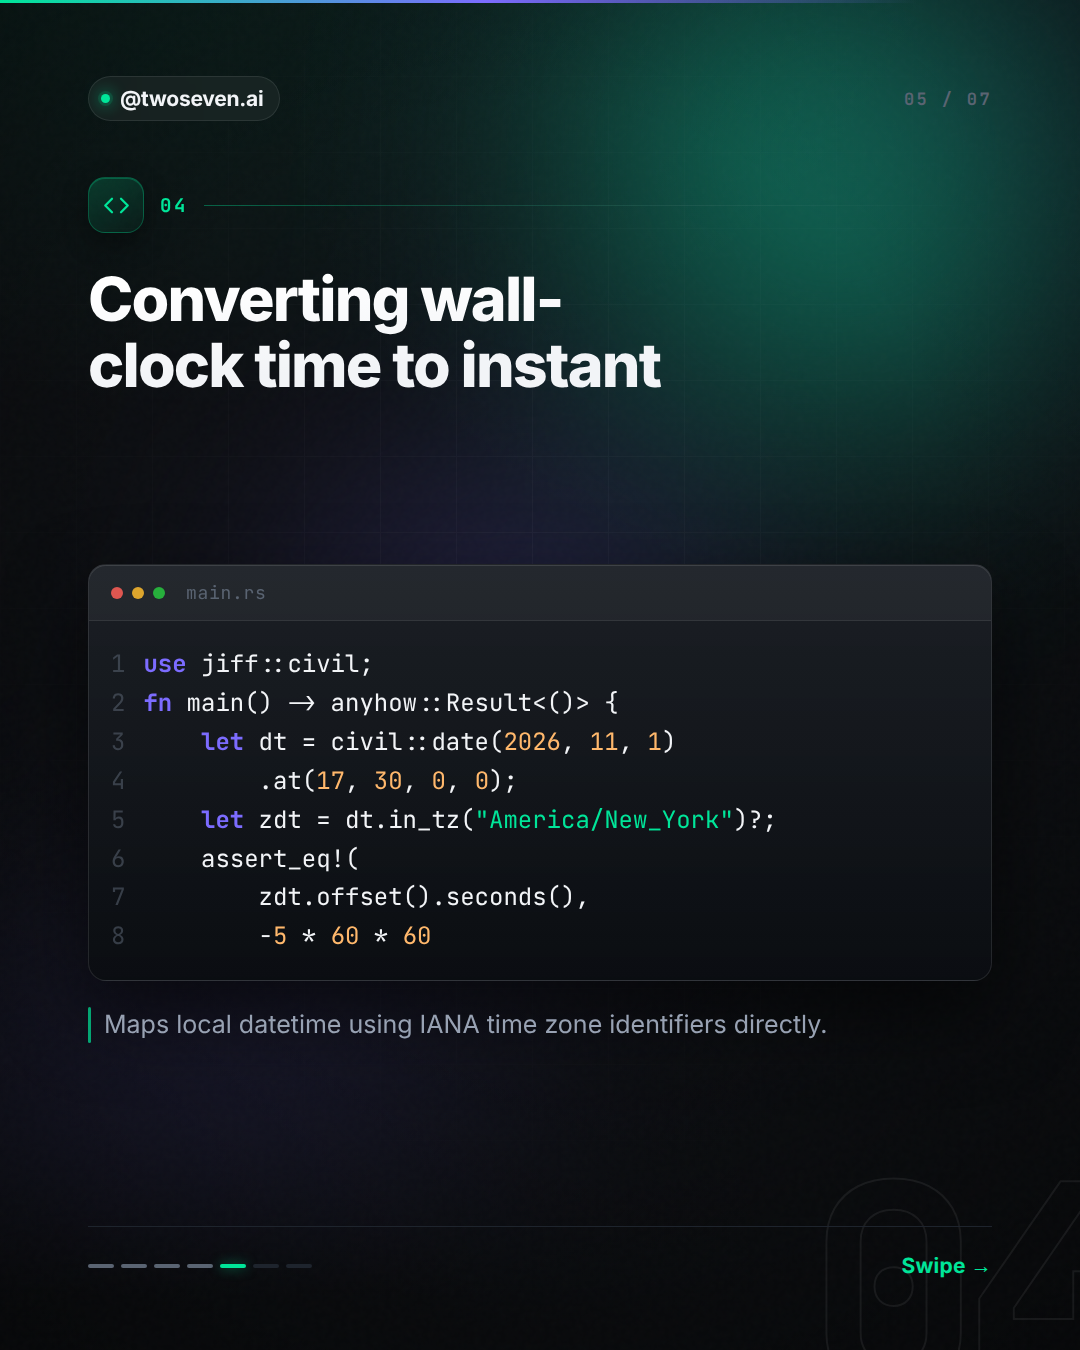 @twoseven.ai
05 / 07
04
Converting wall-
clock time to instant
main.rs
1 use jiff::civil;
2 fn main() -> anyhow::Result<()> {
3     let dt = civil::date(2026, 11, 1)
4         .at(17, 30, 0, 0);
5     let zdt = dt.in_tz("America/New_York")?;
6     assert_eq!(
7         zdt.offset().seconds(),
8         -5 * 60 * 60
Maps local datetime using IANA time zone identifiers directly.
Swipe →
04